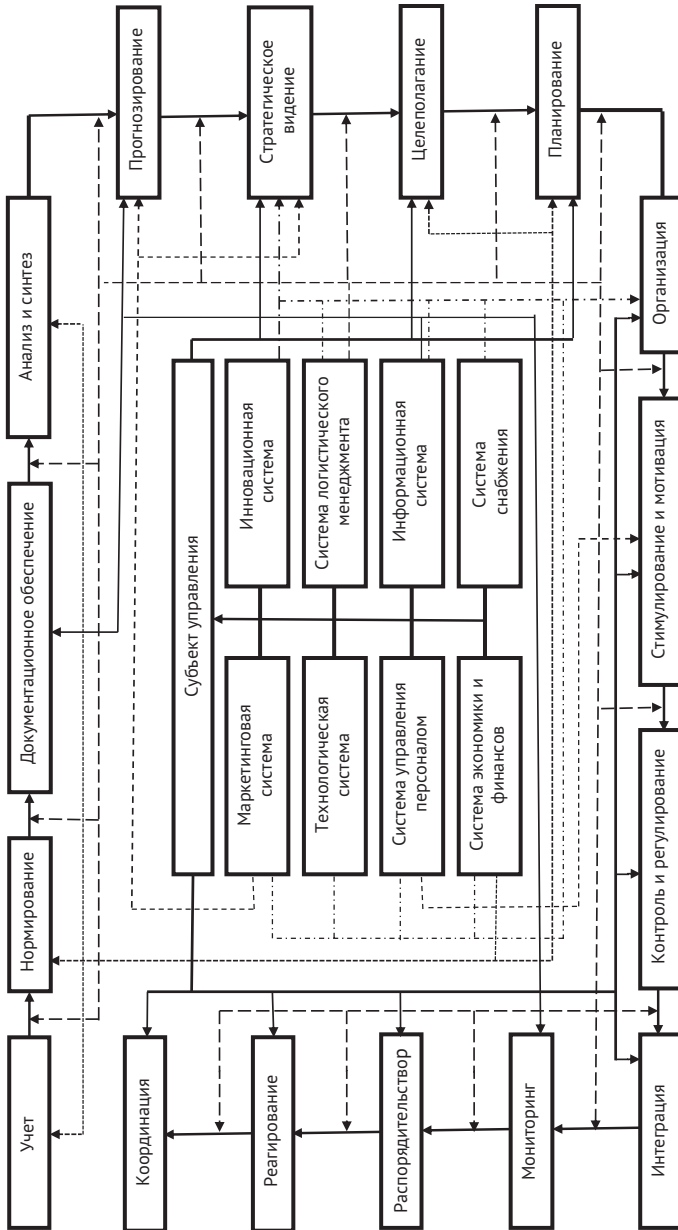 Учет
Нормирование
Документационное обеспечение
Анализ и синтез
Координация
Реагирование
Распорядительствор
Мониторинг
Субъект управления
Маркетинговая
система
Инновационная
система
Технологическая
система
Система логистического
менеджмента
Система управления
персоналом
Информационная
система
Система экономики и
финансов
Система
снабжения
Прогнозирование
Стратегическое
видение
Целеполагание
Планирование
Интеграция
Контроль и регулирование
Стимулирование и мотивация
Организация